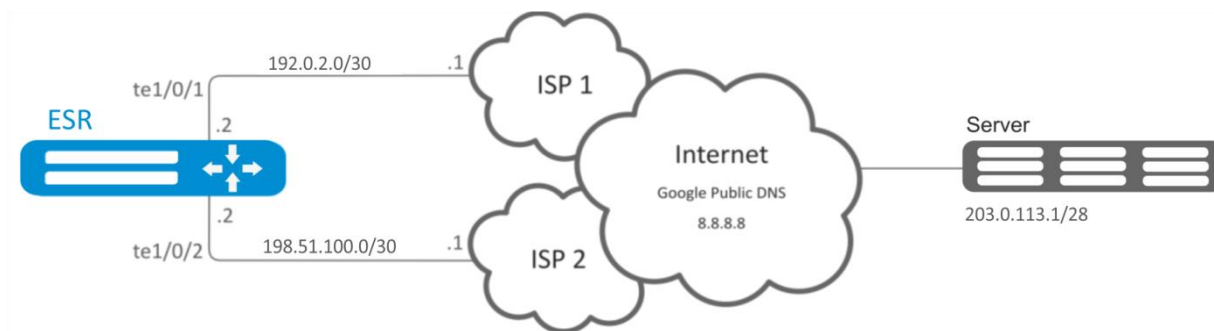 192.0.2.0/30
.1
te1/0/1
ISP 1
ESR
.2
Server
Internet
Google Public DNS
8.8.8.8
.2
203.0.113.1/28
te1/0/2
198.51.100.0/30
.1
ISP 2